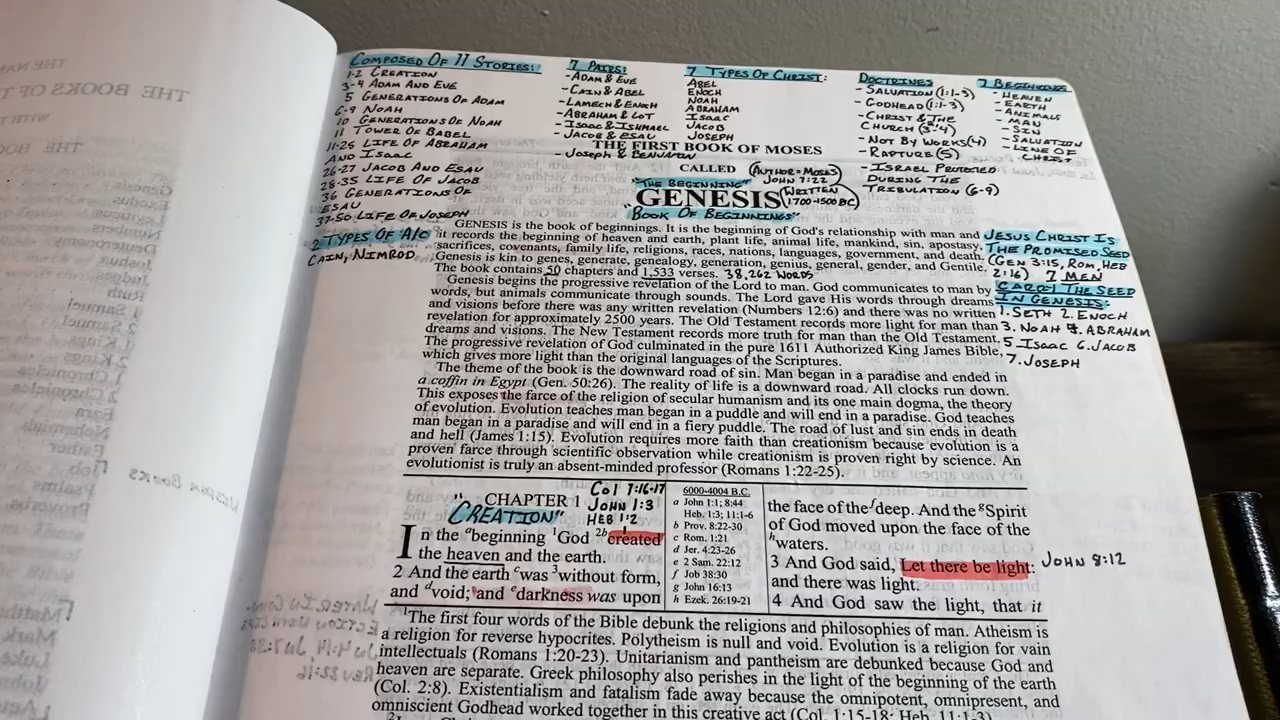 COMPOSED OF 11 STORIES:
1-2 CREATION
3-4 ADAM AND EVE
5 GENERATIONS OF ADAM
6-9 NOAH
10 GENERATIONS OF NOAH
11 TOWER OF BABEL
11-25 LIFE OF ABRAHAM
AND ISAAC
26-27 JACOB AND ESAU
28-35 LIFE OF JACOB
36 GENERATIONS OF
ESAU
37-50 LIFE OF JOSEPH
2 TYPES OF A/C
CAIN, NIMROD
7 PAIRS:
-ADAM & EVE
-CAIN & ABEL
-LAMECH & ENOCH
-ABRAHAM & LOT
-ISAAC & ISHMAEL
-JACOB & ESAU
-JOSEPH & BENJAMIN
7 TYPES OF CHRIST:
ABEL
ENOCH
NOAH
ABRAHAM
ISAAC
JACOB
JOSEPH
DOCTRINES
-SALVATION (1:1-5)
-GODHEAD (1:1-3)
-CHRIST & THE
CHURCH (3-4)
-NOT BY WORKS (4)
-RAPTURE (5)
-ISRAEL PROTECTED
DURING THE
TRIBULATION (6-9)
7 BEGINNINGS
-HEAVEN
-EARTH
-ANIMALS
-MAN
-SIN
-SALVATION
-LINE OF
CHRIST
THE FIRST BOOK OF MOSES
CALLED
(AUTHOR=MOSES)
JOHN 7:22
"THE BEGINNING"
GENESIS
(WRITTEN
1700-1500 BC)
"BOOK OF BEGINNINGS"
GENESIS is the book of beginnings. It is the beginning of God's relationship with man and
it records the beginning of heaven and earth, plant life, animal life, mankind, sin, apostasy,
sacrifices, covenants, family life, religions, races, nations, languages, government, and death.
Genesis is kin to genes, generate, genealogy, generation, genius, general, gender, and Gentile.
The book contains 50 chapters and 1,533 verses. 38,262 WORDS
Genesis begins the progressive revelation of the Lord to man. God communicates to man by
words, but animals communicate through sounds. The Lord gave His words through dreams
and visions before there was any written revelation (Numbers 12:6) and there was no written
revelation for approximately 2500 years. The Old Testament records more light for man than
dreams and visions. The New Testament records more truth for man than the Old Testament.
The progressive revelation of God culminated in the pure 1611 Authorized King James Bible,
which gives more light than the original languages of the Scriptures.
The theme of the book is the downward road of sin. Man began in a paradise and ended in
a coffin in Egypt (Gen. 50:26). The reality of life is a downward road. All clocks run down.
This exposes the farce of the religion of secular humanism and its one main dogma, the theory
of evolution. Evolution teaches man began in a puddle and will end in a paradise. God teaches
man began in a paradise and will end in a fiery puddle. The road of lust and sin ends in death
and hell (James 1:15). Evolution requires more faith than creationism because evolution is a
proven farce through scientific observation while creationism is proven right by science. An
evolutionist is truly an absent-minded professor (Romans 1:22-25).
JESUS CHRIST IS
THE PROMISED SEED
(GEN 3:15, ROM, HEB
2:16) 7 MEN
CARRY THE SEED
IN GENESIS:
1. SETH 2. ENOCH
3. NOAH 4. ABRAHAM
5 ISAAC 6. JACOB
7. JOSEPH
CHAPTER 1
"CREATION"
Col 1:16-17
JOHN 1:3
HEB 1:2
In the a beginning 1 God 2b created
the heaven and the earth.
2 And the earth c was 3 without form,
and d void; and e darkness was upon
6000-4004 B.C.
a John 1:1; 8:44
Heb. 1:3; 11:1-6
b Prov. 8:22-30
c Rom. 1:21
d Jer. 4:23-26
e 2 Sam. 22:12
f Job 38:30
g John 16:13
h Ezek. 26:19-21
the face of the f deep. And the g Spirit
of God moved upon the face of the
h waters.
3 And God said, Let there be light: JOHN 8:12
and there was light.
4 And God saw the light, that it
1 The first four words of the Bible debunk the religions and philosophies of man. Atheism is
a religion for reverse hypocrites. Polytheism is null and void. Evolution is a religion for vain
intellectuals (Romans 1:20-23). Unitarianism and pantheism are debunked because God and
heaven are separate. Greek philosophy also perishes in the light of the beginning of the earth
(Col. 2:8). Existentialism and fatalism fade away because the omnipotent, omnipresent, and
omniscient Godhead worked together in this creative act (Col. 1:15-18; Heb. 11:1-3).